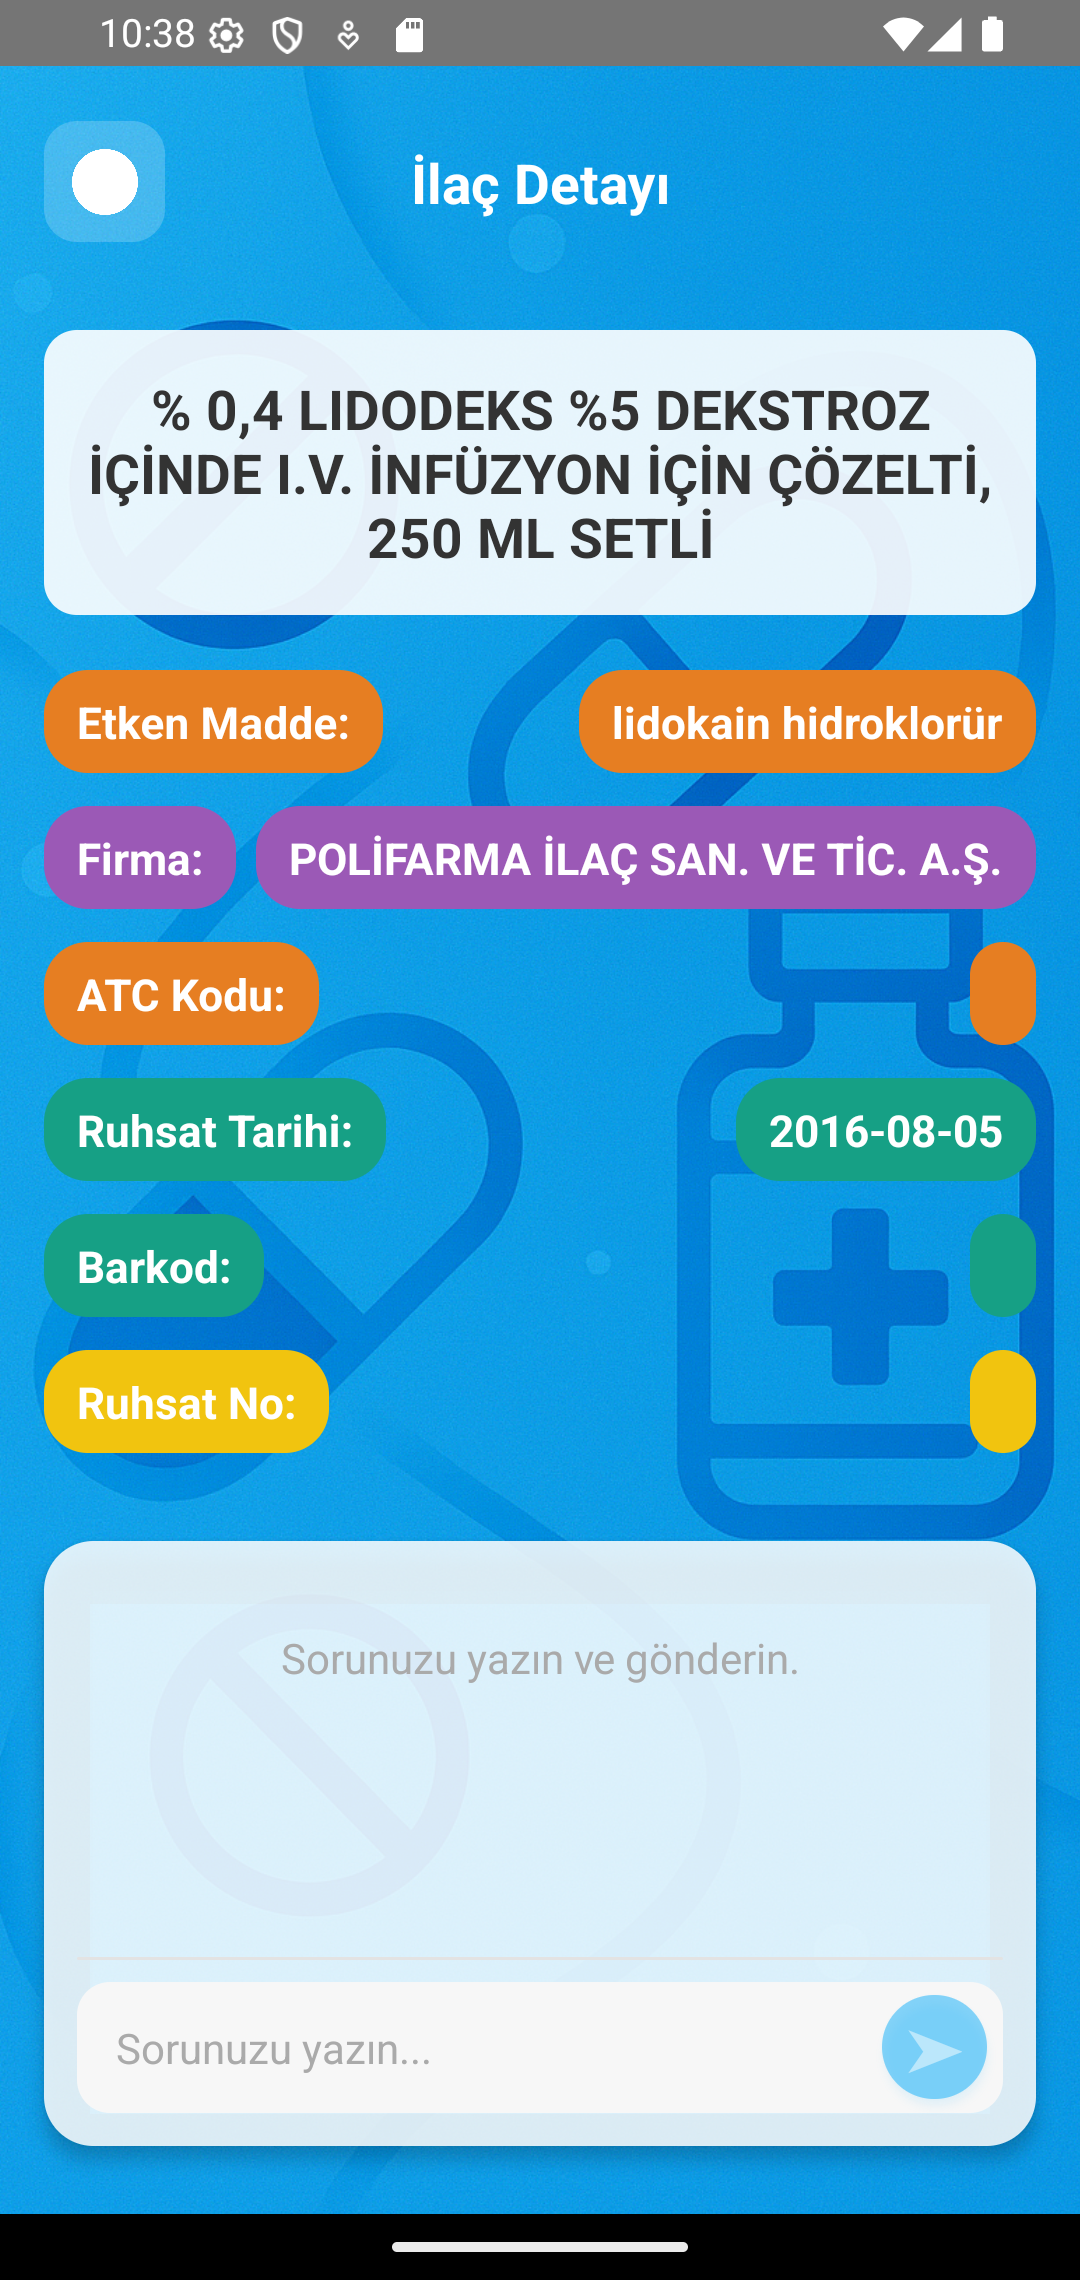 10:38
İlaç Detayı
% 0,4 LIDODEKS %5 DEKSTROZ
İÇİNDE I.V. İNFÜZYON İÇİN ÇÖZELTİ,
250 ML SETLİ
Etken Madde: lidokain hidroklorür
Firma: POLİFARMA İLAÇ SAN. VE TİC. A.Ş.
ATC Kodu:
Ruhsat Tarihi: 2016-08-05
Barkod:
Ruhsat No:
Sorunuzu yazın ve gönderin.
Sorunuzu yazın...